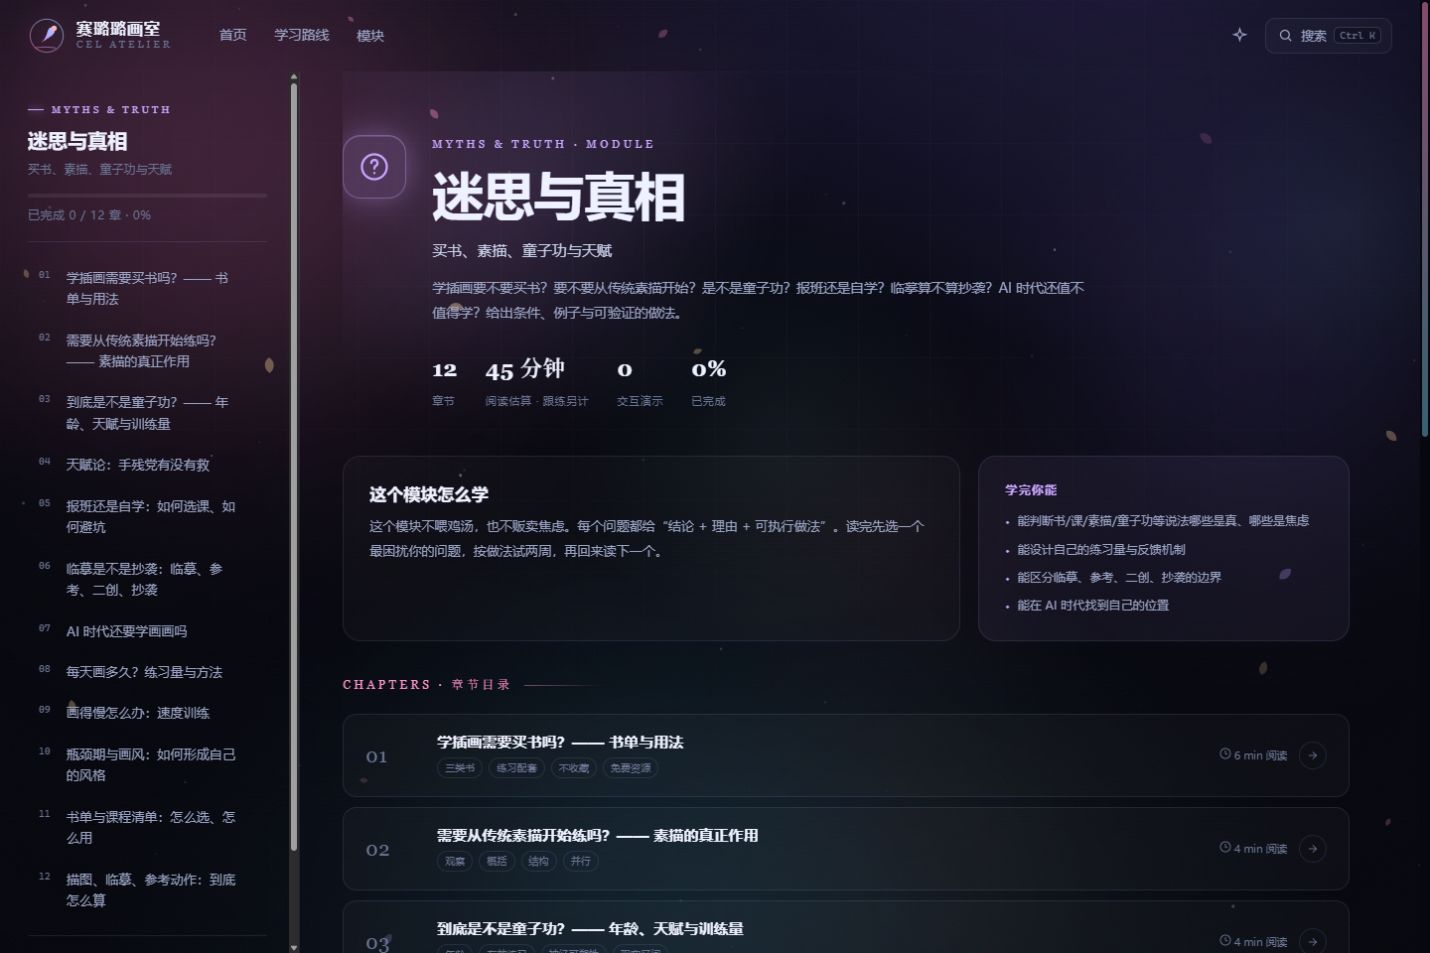 赛璐璐画室
CEL ATELIER
首页
学习路线
模块
搜索
Ctrl K
MYTHS & TRUTH
迷思与真相
买书、素描、童子功与天赋
已完成 0 / 12 章 · 0%
01
学插画需要买书吗？—— 书
单与用法
02
需要从传统素描开始练吗？
—— 素描的真正作用
03
到底是不是童子功？—— 年
龄、天赋与训练量
04
天赋论：手残党有没有救
05
报班还是自学：如何选课、如
何避坑
06
临摹是不是抄袭：临摹、参
考、二创、抄袭
07
AI 时代还要学画画吗
08
每天画多久？练习量与方法
09
画得慢怎么办：速度训练
10
瓶颈期与画风：如何形成自己
的风格
11
书单与课程清单：怎么选、怎
么用
12
描图、临摹、参考动作：到底
怎么算
MYTHS & TRUTH · MODULE
迷思与真相
买书、素描、童子功与天赋
学插画要不要买书？要不要从传统素描开始？是不是童子功？报班还是自学？临摹算不算抄袭？AI 时代还值不
值得学？给出条件、例子与可验证的做法。
12
章节
45 分钟
阅读估算 · 跟练另计
0
交互演示
0%
已完成
这个模块怎么学
这个模块不喂鸡汤，也不贩卖焦虑。每个问题都给“结论 + 理由 + 可执行做法”。读完先选一个
最困扰你的问题，按做法试两周，再回来读下一个。
学完你能
• 能判断书/课/素描/童子功等说法哪些是真、哪些是焦虑
• 能设计自己的练习量与反馈机制
• 能区分临摹、参考、二创、抄袭的边界
• 能在 AI 时代找到自己的位置
CHAPTERS · 章节目录
01
学插画需要买书吗？—— 书单与用法
三类书
练习配套
不收藏
免费资源
6 min 阅读
02
需要从传统素描开始练吗？—— 素描的真正作用
观察
概括
结构
并行
4 min 阅读
03
到底是不是童子功？—— 年龄、天赋与训练量
4 min 阅读